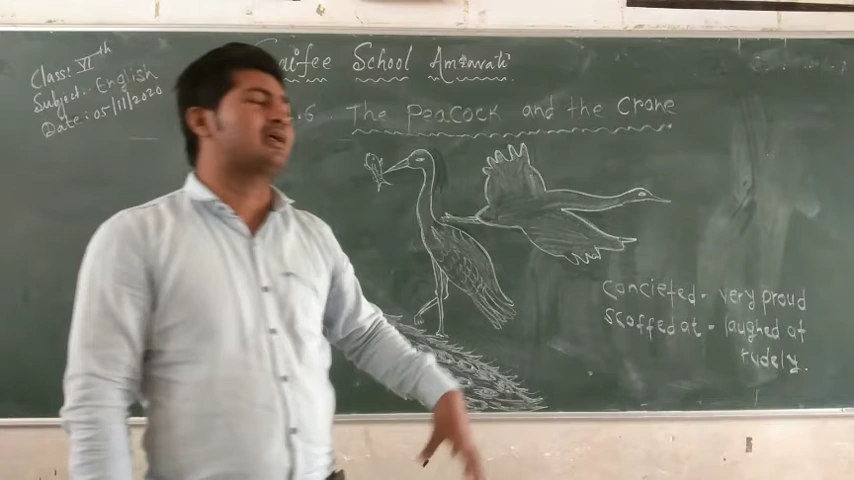 Class: VIth
Subject:- English
Date: 05/11/2020
School Amravati
The Peacock and the Crane
Concieted - very proud
scoffed at - laughed at
rudely.